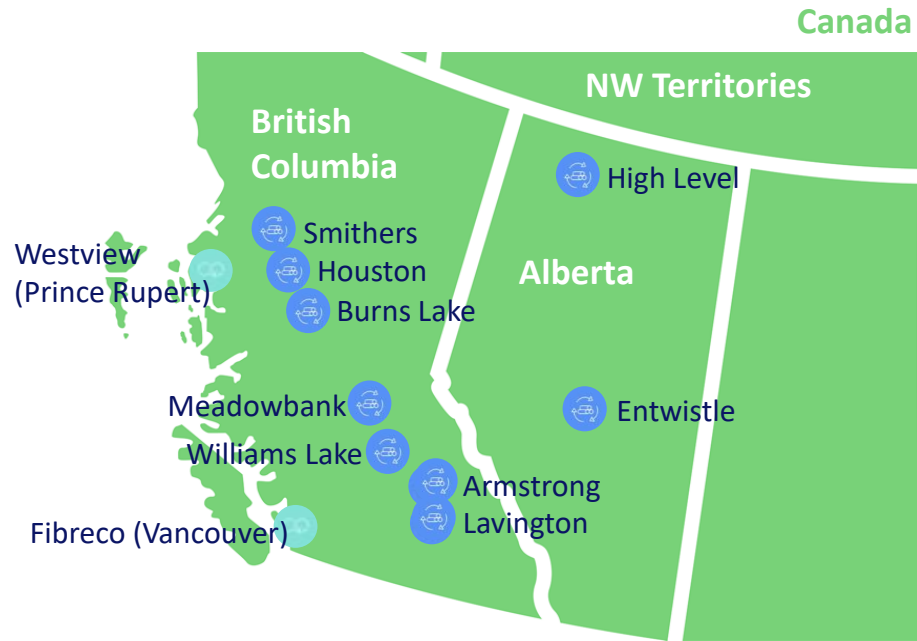 Canada
NW Territories
British
Columbia
High Level
Smithers
Westview
(Prince Rupert)
Houston
Alberta
Burns Lake
Meadowbank
Entwistle
Williams Lake
Armstrong
Lavington
Fibreco (Vancouver)